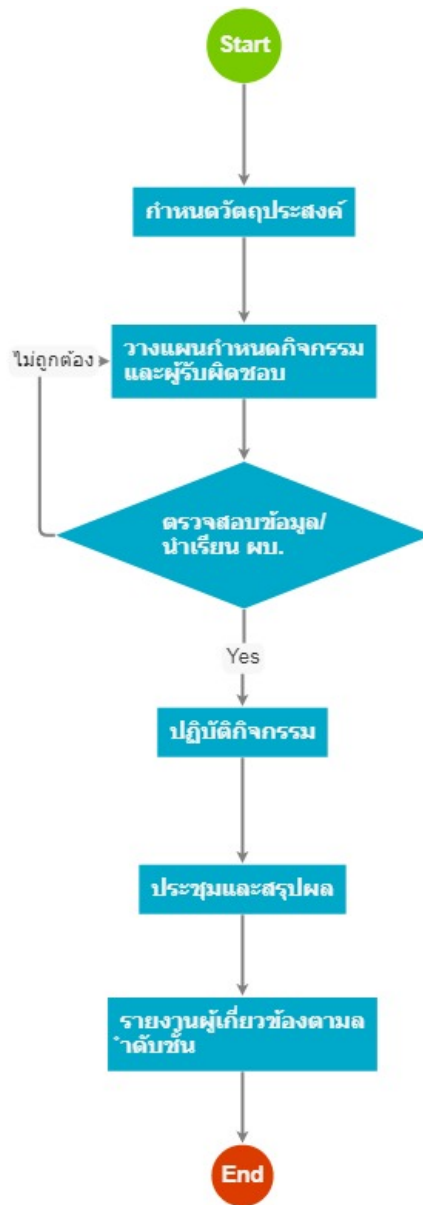 Start
กำหนดวัตถุประสงค์
วางแผนกำหนดกิจกรรม
และผู้รับผิดชอบ
ไม่ถูกต้อง
ตรวจสอบข้อมูล/
นำเรียน ผบ.
Yes
ปฏิบัติกิจกรรม
ประชุมและสรุปผล
รายงานผู้เกี่ยวข้องตามล
ำดับชั้น
End